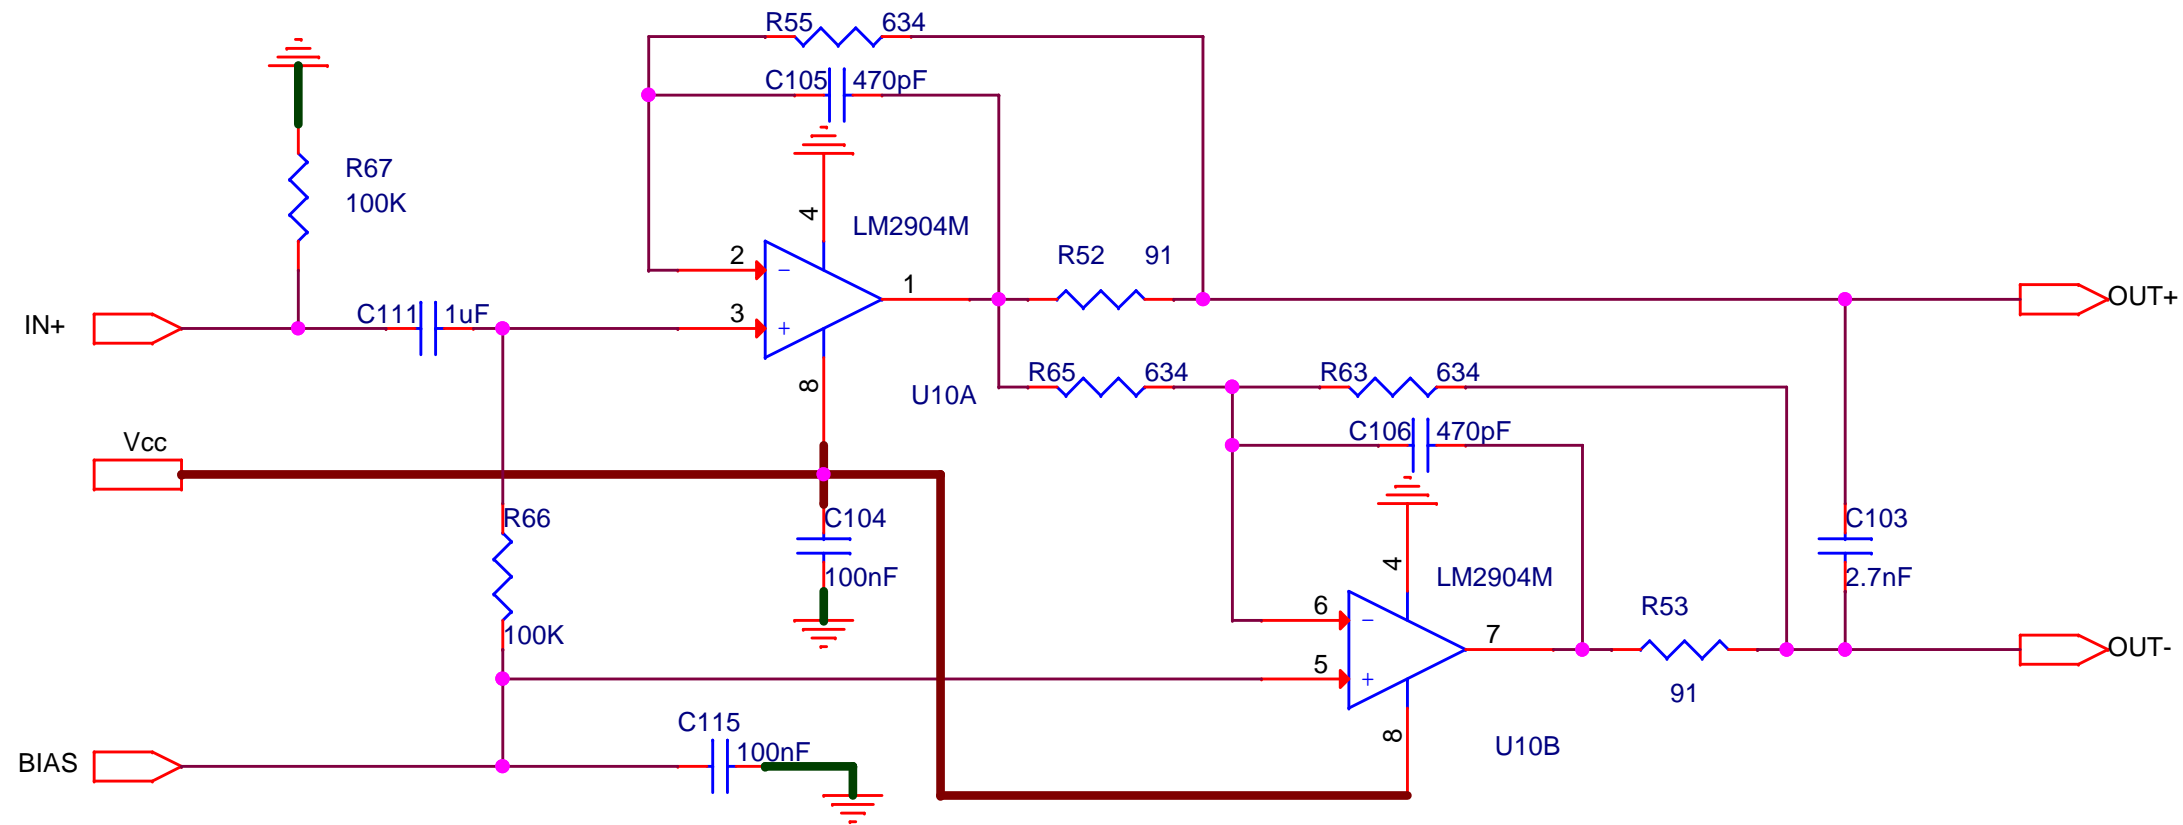 R55 634
C105 470pF
R67
100K
4
LM2904M
2
−
R52 91
1
IN+
C111 1uF
3
+
OUT+
8
U10A
R65 634
R63 634
Vcc
C106 470pF
R66
C104
C103
100nF
4
LM2904M
2.7nF
6
−
R53
100K
7
5
+
OUT-
91
C115
100nF
8
U10B
BIAS